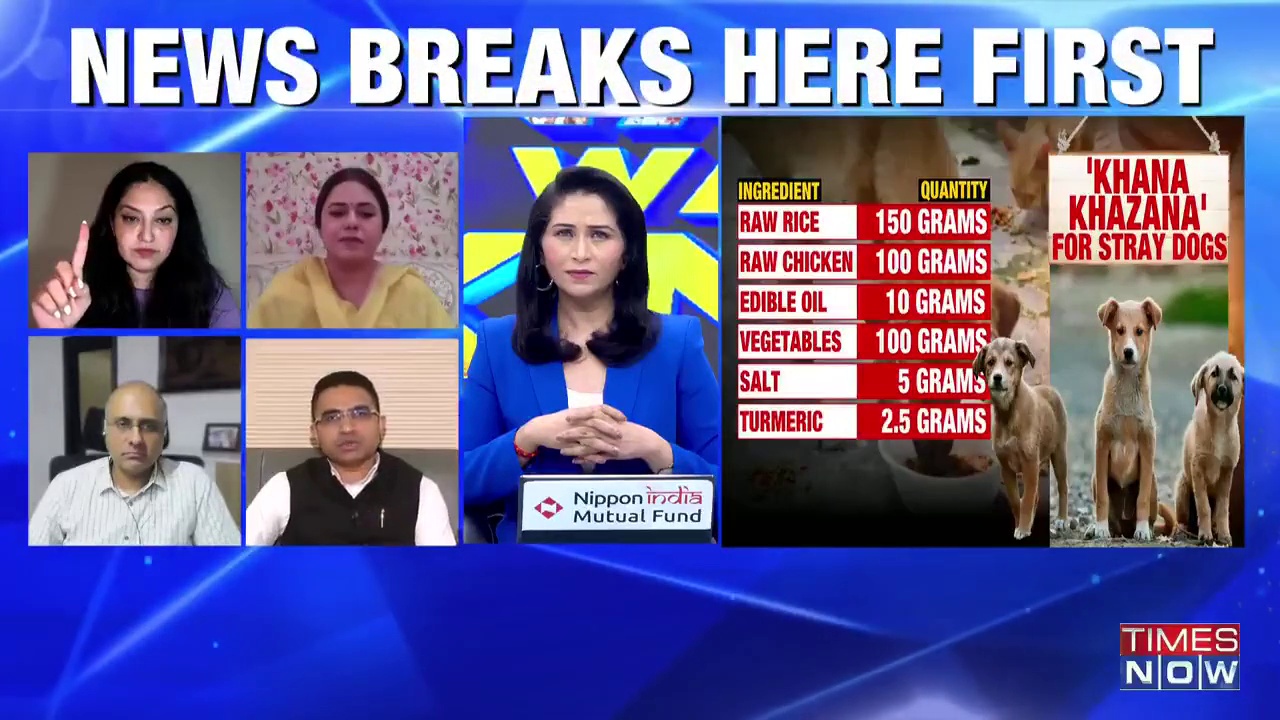 NEWS BREAKS HERE FIRST
INGREDIENT QUANTITY
RAW RICE 150 GRAMS
RAW CHICKEN 100 GRAMS
EDIBLE OIL 10 GRAMS
VEGETABLES 100 GRAMS
SALT 5 GRAMS
TURMERIC 2.5 GRAMS
'KHANA
KHAZANA'
FOR STRAY DOGS
Nippon india
Mutual Fund
TIMES
NOW